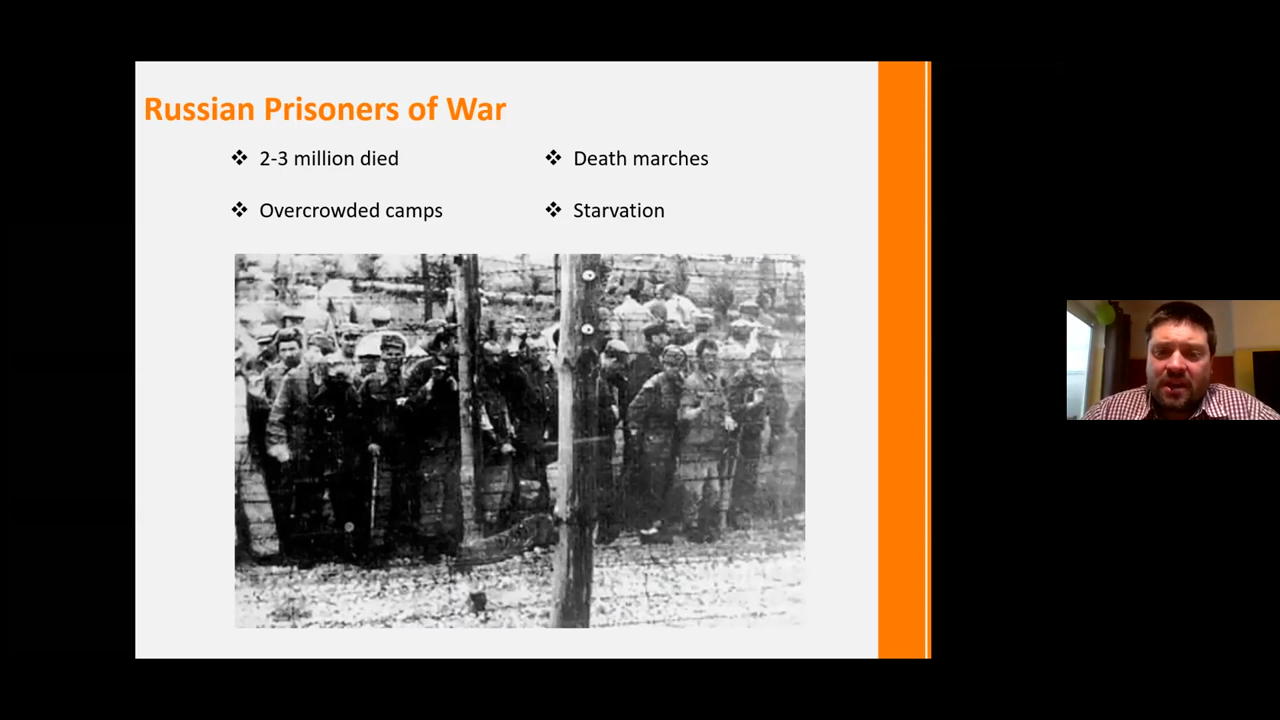 Russian Prisoners of War
❖ 2-3 million died
❖ Death marches
❖ Overcrowded camps
❖ Starvation